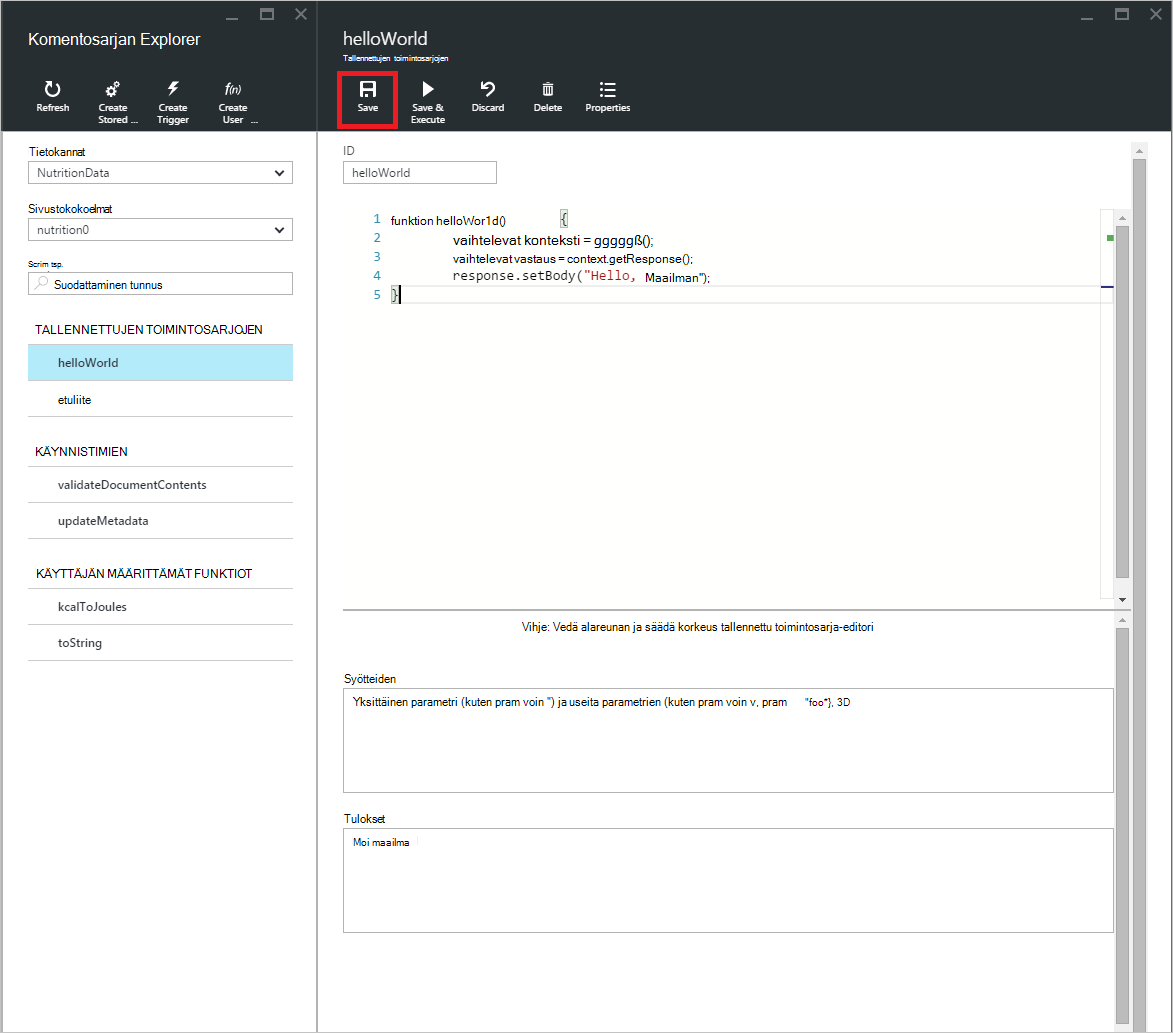 Komentosarjan Explorer
Refresh
Create Stored ...
Create Trigger
f(n)
Create User ...
Tietokannat
NutritionData
Sivustokokoelmat
nutrition0
Scrim tsp.
Suodattaminen tunnus
TALLENNETTUJEN TOIMINTOSARJOJEN
helloWorld
etuliite
KÄYNNISTIMIEN
validateDocumentContents
updateMetadata
KÄYTTÄJÄN MÄÄRITTÄMÄT FUNKTIOT
kcalToJoules
toString
helloWorld
Tallennettujen toimintosarjojen
Save
Save & Execute
Discard
Delete
Properties
ID
helloWorld
1 funktion helloWor1d() {
2 vaihtelevat konteksti = gggggß();
3 vaihtelevat vastaus = context.getResponse();
4 response.setBody("Hello, Maailman");
5 }
Vihje: Vedä alareunan ja säädä korkeus tallennettu toimintosarja-editori
Syötteiden
Yksittäinen parametri (kuten pram voin ") ja useita parametrien (kuten pram voin v, pram "foo*}, 3D
Tulokset
Moi maailma